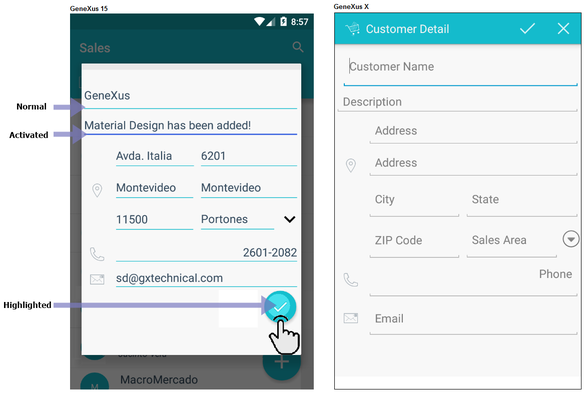 GeneXus 15
8:57
Sales
GeneXus
Material Design has been added!
Avda. Italia 6201
Montevideo Montevideo
11500 Portones
2601-2082
sd@gxtechnical.com
MacroMercado
M
Normal
Activated
Highlighted
GeneXus X
Customer Detail
Customer Name
Description
Address
Address
City State
ZIP Code Sales Area
Phone
Email